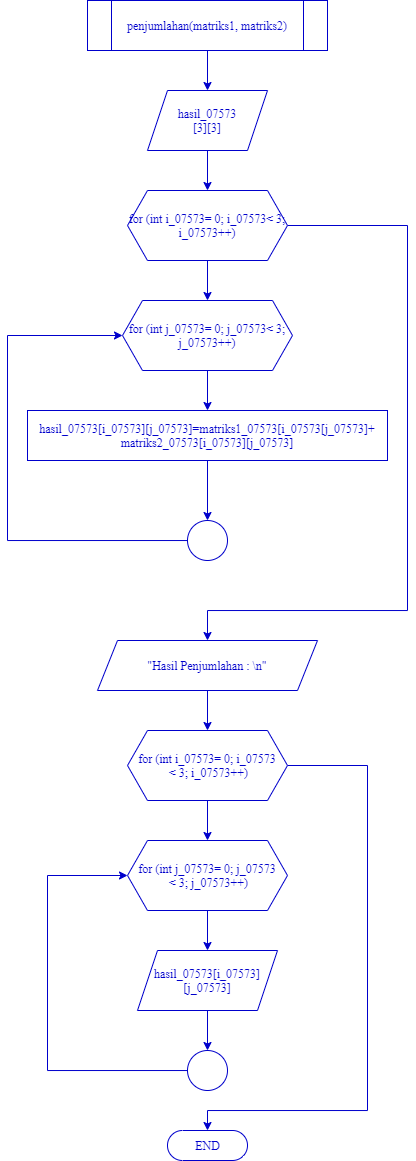 penjumlahan(matriks1, matriks2)
hasil_07573
[3][3]
for (int i_07573= 0; i_07573< 3;
i_07573++)
for (int j_07573= 0; j_07573< 3;
j_07573++)
hasil_07573[i_07573][j_07573]=matriks1_07573[i_07573[j_07573]+
matriks2_07573[i_07573][j_07573]
"Hasil Penjumlahan : \n"
for (int i_07573= 0; i_07573
< 3; i_07573++)
for (int j_07573= 0; j_07573
< 3; j_07573++)
hasil_07573[i_07573]
[j_07573]
END